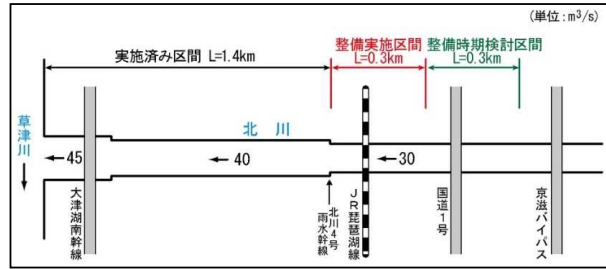 (単位:m³/s)
実施済み区間 L=1.4km
整備実施区間
L=0.3km
整備時期検討区間
L=0.3km
草津川
北川
45
40
30
大津湖南幹線
北川4号
雨水幹線
JR琵琶湖線
国道1号
京滋バイパス